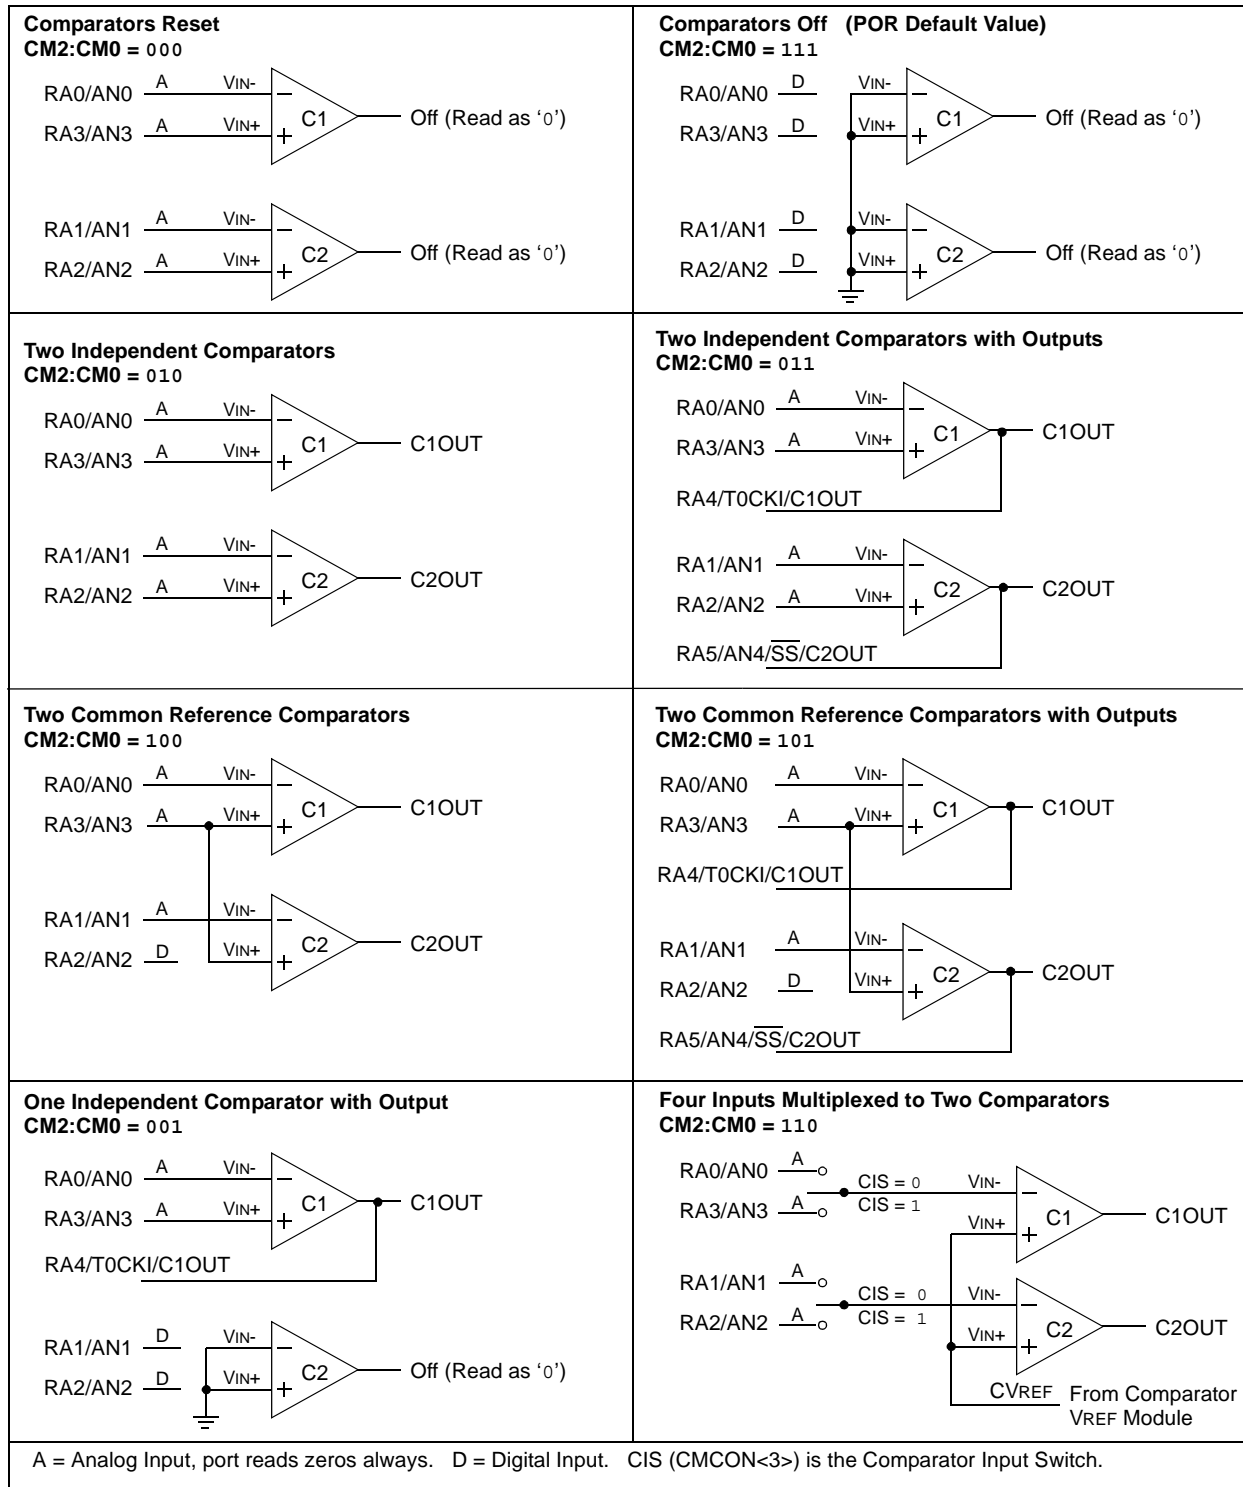 Comparators Reset
CM2:CM0 = 000
RA0/AN0 A VIN-
RA3/AN3 A VIN+
C1
Off (Read as ‘0’)
RA1/AN1 A VIN-
RA2/AN2 A VIN+
C2
Off (Read as ‘0’)
Comparators Off (POR Default Value)
CM2:CM0 = 111
RA0/AN0 D VIN-
RA3/AN3 D VIN+
C1
Off (Read as ‘0’)
RA1/AN1 D VIN-
RA2/AN2 D VIN+
C2
Off (Read as ‘0’)
Two Independent Comparators
CM2:CM0 = 010
RA0/AN0 A VIN-
RA3/AN3 A VIN+
C1
C1OUT
RA1/AN1 A VIN-
RA2/AN2 A VIN+
C2
C2OUT
Two Independent Comparators with Outputs
CM2:CM0 = 011
RA0/AN0 A VIN-
RA3/AN3 A VIN+
C1
C1OUT
RA4/T0CKI/C1OUT
RA1/AN1 A VIN-
RA2/AN2 A VIN+
C2
C2OUT
RA5/AN4/S̅S̅/C2OUT
Two Common Reference Comparators
CM2:CM0 = 100
RA0/AN0 A VIN-
RA3/AN3 A VIN+
C1
C1OUT
RA1/AN1 A VIN-
RA2/AN2 D VIN+
C2
C2OUT
Two Common Reference Comparators with Outputs
CM2:CM0 = 101
RA0/AN0 A VIN-
RA3/AN3 A VIN+
C1
C1OUT
RA4/T0CKI/C1OUT
RA1/AN1 A VIN-
RA2/AN2 D VIN+
C2
C2OUT
RA5/AN4/S̅S̅/C2OUT
One Independent Comparator with Output
CM2:CM0 = 001
RA0/AN0 A VIN-
RA3/AN3 A VIN+
C1
C1OUT
RA4/T0CKI/C1OUT
RA1/AN1 D VIN-
RA2/AN2 D VIN+
C2
Off (Read as ‘0’)
Four Inputs Multiplexed to Two Comparators
CM2:CM0 = 110
RA0/AN0 A
CIS = 0 VIN-
RA3/AN3 A
CIS = 1
VIN+
C1
C1OUT
RA1/AN1 A
CIS = 0 VIN-
RA2/AN2 A
CIS = 1
VIN+
C2
C2OUT
CVREF From Comparator
VREF Module
A = Analog Input, port reads zeros always. D = Digital Input. CIS (CMCON<3>) is the Comparator Input Switch.